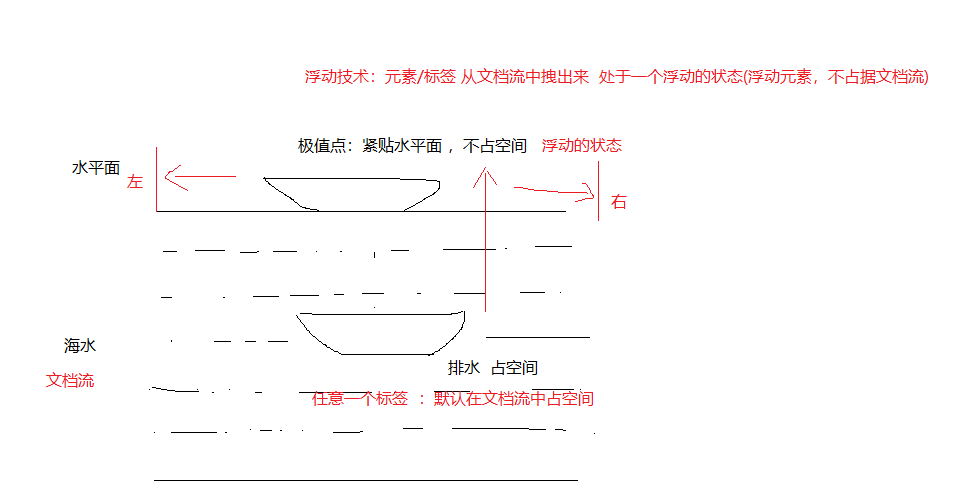 浮动技术：元素/标签 从文档流中拽出来 处于一个浮动的状态(浮动元素，不占据文档流)
极值点：紧贴水平面 ，不占空间 浮动的状态
水平面
左
右
海水
排水 占空间
文档流
任意一个标签 ：默认在文档流中占空间